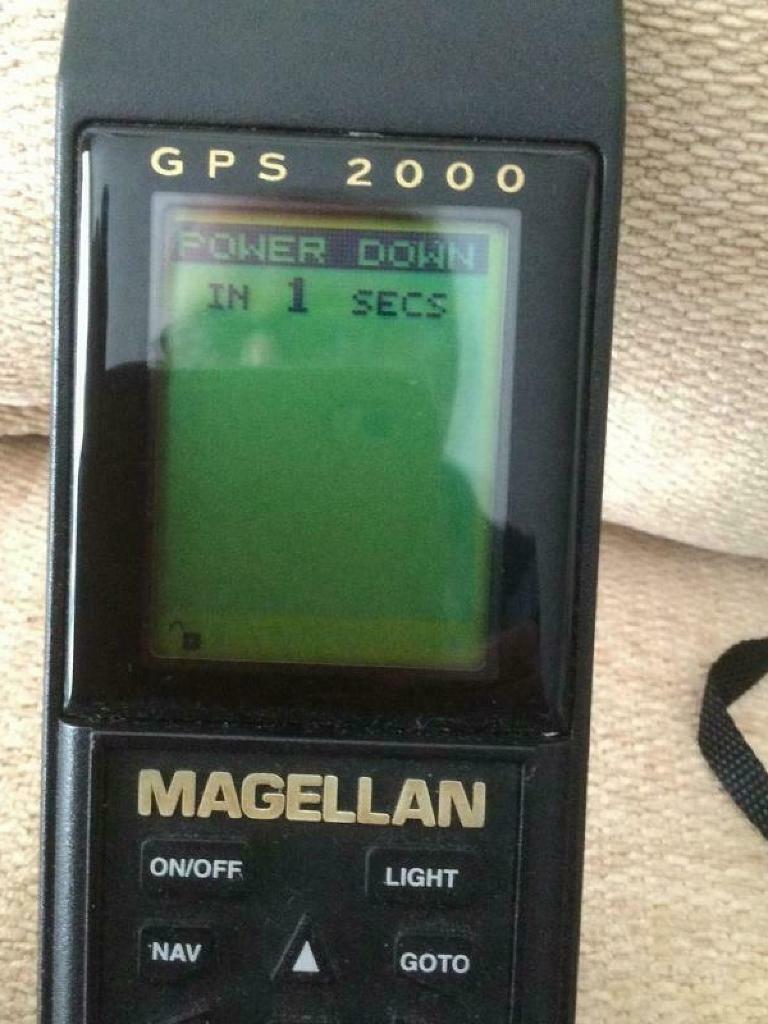 GPS 2000
POWER DOWN
IN 1 SECS
MAGELLAN
ON/OFF LIGHT
NAV GOTO